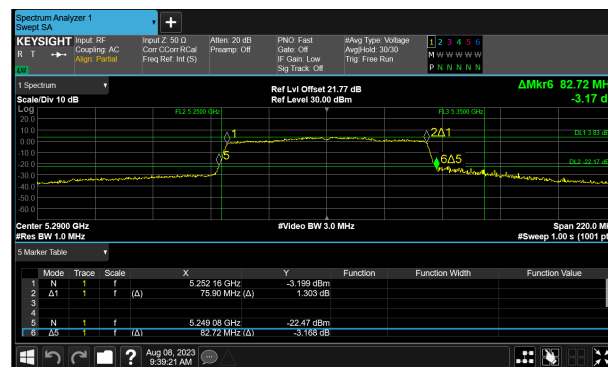 Spectrum Analyzer 1
Swept SA
+
KEYSIGHT Input: RF Input Z: 50 Ω Atten: 20 dB PNO: Fast #Avg Type: Voltage 1 2 3 4 5 6
R T Coupling: AC Corr CCorr RCal Preamp: Off Gate: Off Avg|Hold: 30/30 M W W W W W
Align: Partial Freq Ref: Int (S) IF Gain: Low Trig: Free Run P N N N N N
Sig Track: Off
1 Spectrum Ref Lvl Offset 21.77 dB ΔMkr6 82.72 MH
Scale/Div 10 dB Ref Level 30.00 dBm -3.17 d
Log
FL2 5.2500 GHz FL3 5.3500 GHz
20.0
10.0
1 2Δ1 DL1 3.83 d
-10.0
5 6Δ5 DL2 -22.17 d
-20.0
-30.0
-40.0
-50.0
-60.0
Center 5.2900 GHz #Video BW 3.0 MHz Span 220.0 M
#Res BW 1.0 MHz #Sweep 1.00 s (1001 pt
5 Marker Table
Mode Trace Scale X Y Function Function Width Function Value
1 N 1 f 5.252 16 GHz -3.199 dBm
2 Δ1 1 f (Δ) 75.90 MHz (Δ) 1.303 dB
3
4
5 N 1 f 5.249 08 GHz -22.47 dBm
6 Δ5 1 f (Δ) 82.72 MHz (Δ) -3.168 dB
? Aug 08, 2023
9:39:21 AM